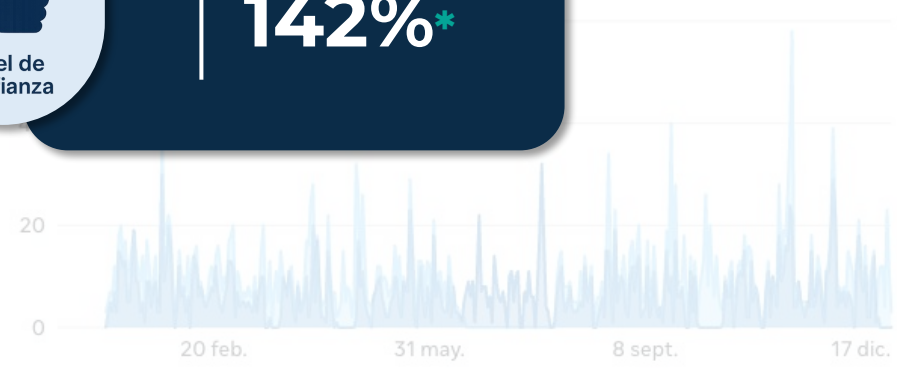 142%*
el de
ianza
20
0
20 feb.
31 may.
8 sept.
17 dic.